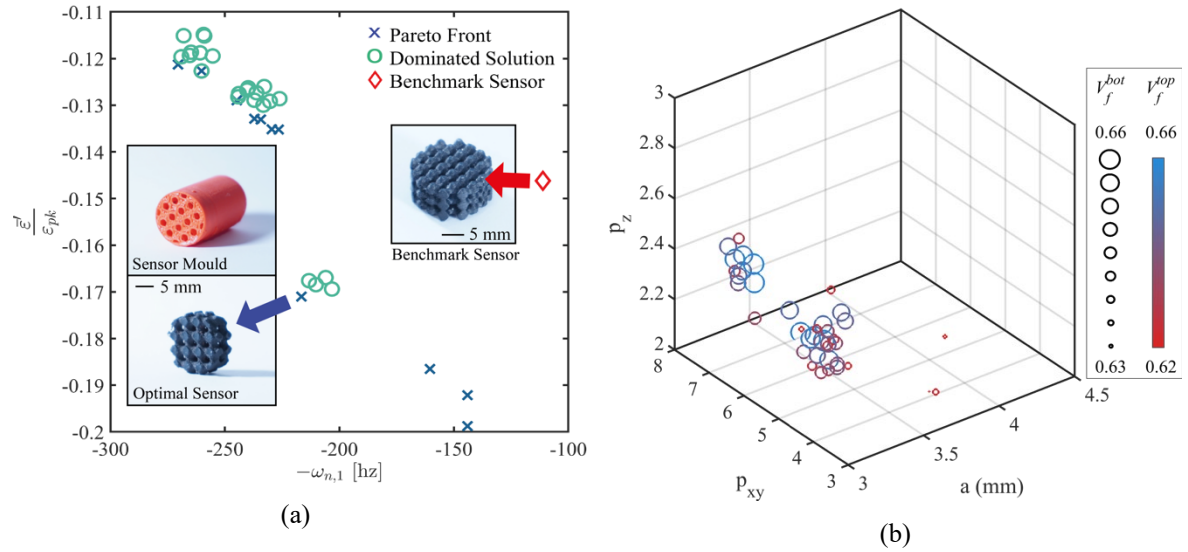 -0.11
-0.12
-0.13
-0.14
-0.15
-0.16
-0.17
-0.18
-0.19
-0.2
ε̄′
ε_pk
Pareto Front
Dominated Solution
Benchmark Sensor
5 mm
Benchmark Sensor
Sensor Mould
5 mm
Optimal Sensor
-300 -250 -200 -150 -100
−ω_{n,1} [hz]
(a)
3
2.8
2.6
2.4
2.2
2
p_z
8 7 6 5 4 3
p_xy
3 3.5 4 4.5
a (mm)
V_f^bot V_f^top
0.66 0.66
0.63 0.62
(b)